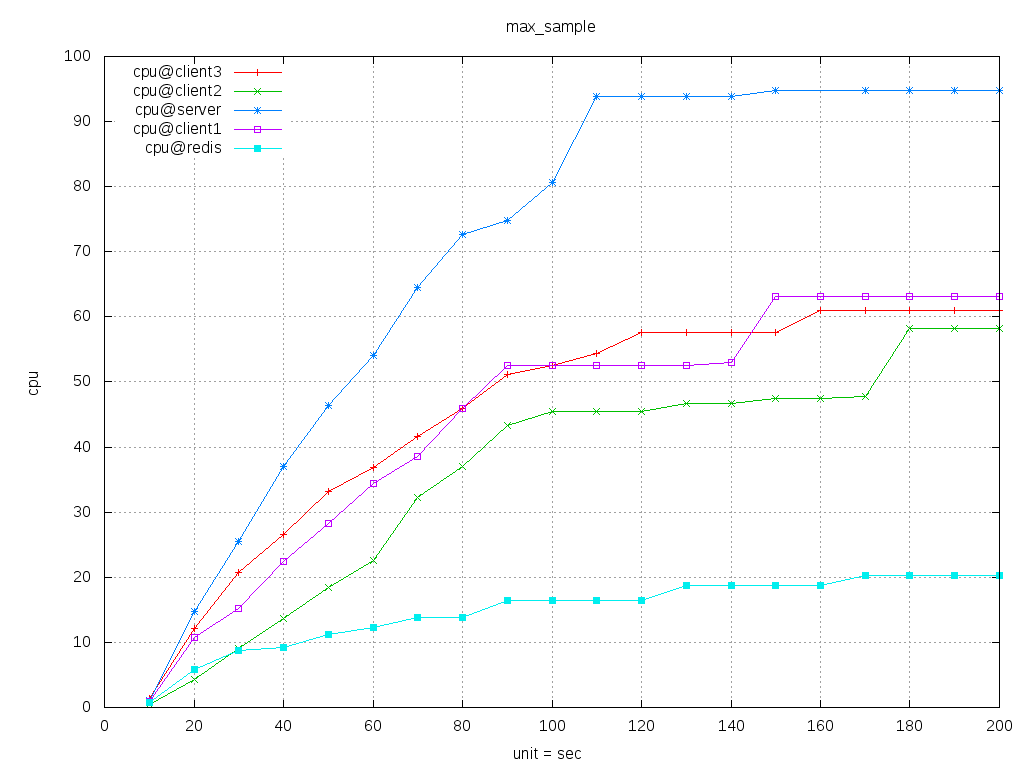 max_sample
100
90
80
70
60
50
40
30
20
10
0
cpu
cpu@client3
cpu@client2
cpu@server
cpu@client1
cpu@redis
0 20 40 60 80 100 120 140 160 180 200
unit = sec